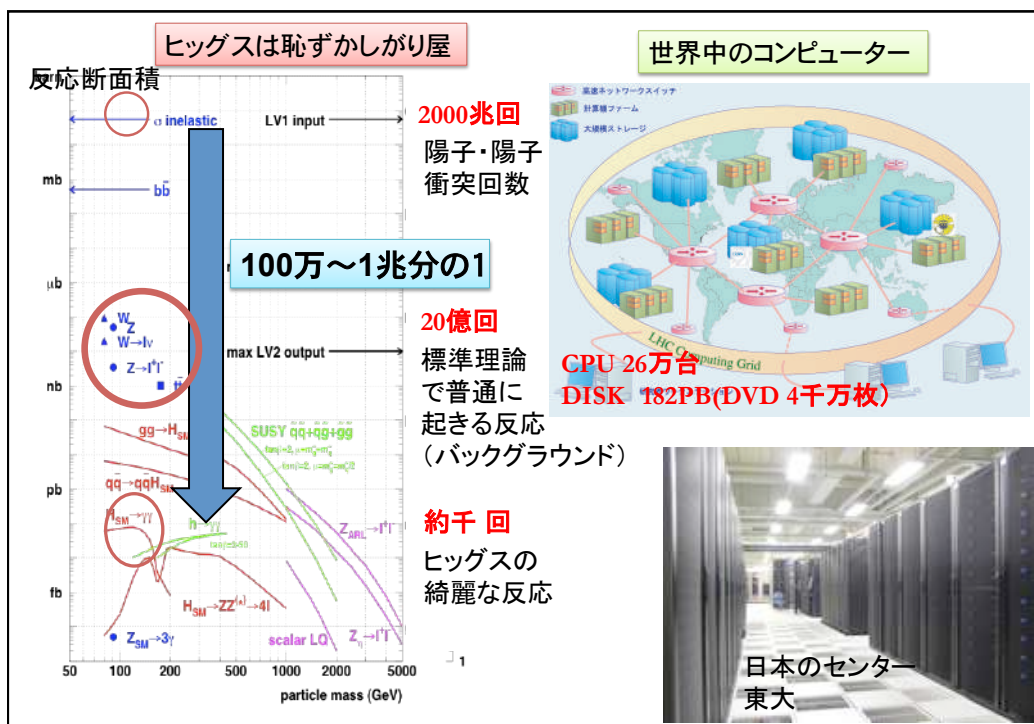 ヒッグスは恥ずかしがり屋
世界中のコンピューター
反応断面積
barn
σ inelastic
LV1 input
2000兆回
陽子・陽子
衝突回数
mb
bb̄
100万～1兆分の1
μb
W
Z
W→lν
Z→l⁺l⁻
max LV2 output
20億回
標準理論
で普通に
起きる反応
（バックグラウンド）
nb
gg→H_SM
SUSY q̃q̃+q̃g̃+g̃g̃
qq̄→qq̄H_SM
pb
H_SM→γγ
h→γγ
Z_ARL→l⁺l⁻
約千 回
ヒッグスの
綺麗な反応
fb
H_SM→ZZ⁽*⁾→4l
Z_SM→3γ
scalar LQ
Z_η→l⁺l⁻
1
50 100 200 500 1000 2000 5000
particle mass (GeV)
高速ネットワークスイッチ
計算機ファーム
大規模ストレージ
LHC Computing Grid
CPU 26万台
DISK 182PB(DVD 4千万枚）
日本のセンター
東大